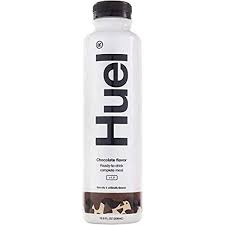 Huel
Chocolate flavor
Ready-to-drink
complete meal